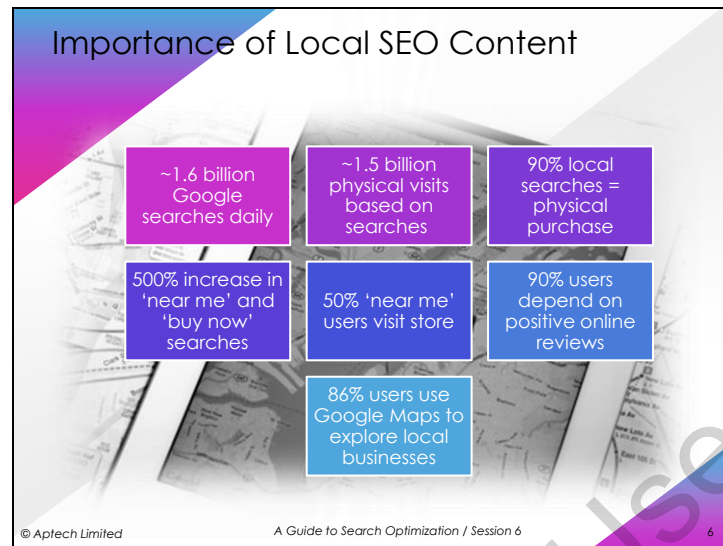 Importance of Local SEO Content
~1.6 billion
Google
searches daily
~1.5 billion
physical visits
based on
searches
90% local
searches =
physical
purchase
500% increase in
‘near me’ and
‘buy now’
searches
50% ‘near me’
users visit store
90% users
depend on
positive online
reviews
86% users use
Google Maps to
explore local
businesses
Use
© Aptech Limited
A Guide to Search Optimization / Session 6
6